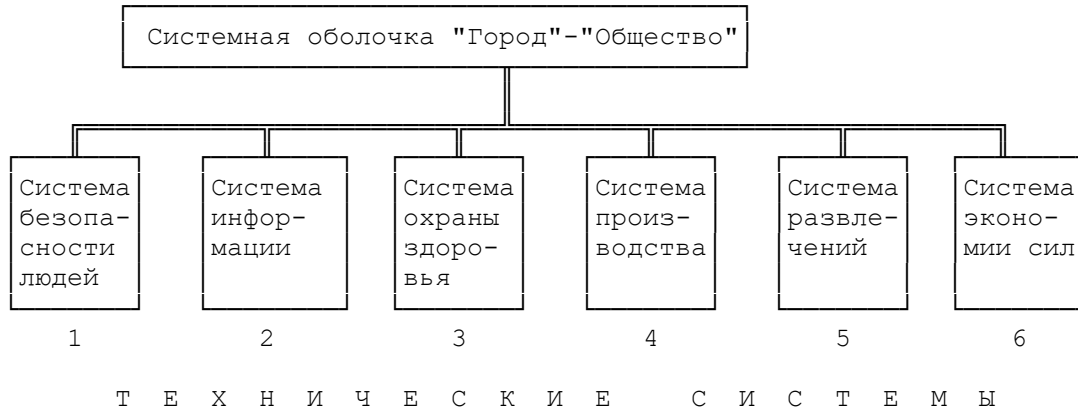 Системная оболочка "Город"-"Общество"
Система
безопа-
сности
людей
Система
инфор-
мации
Система
охраны
здоро-
вья
Система
произ-
водства
Система
развле-
чений
Система
эконо-
мии сил
1 2 3 4 5 6
Т Е Х Н И Ч Е С К И Е С И С Т Е М Ы